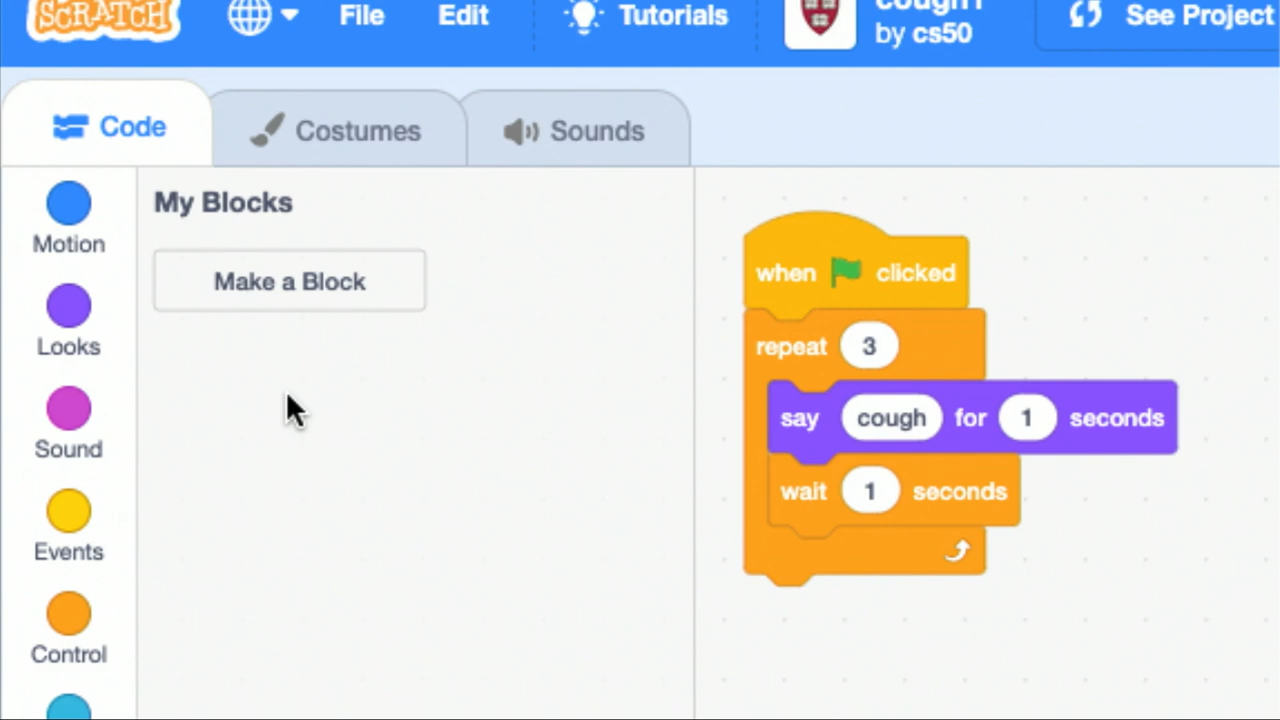 SCRATCH
File
Edit
Tutorials
cough1
by cs50
See Project
Code
Costumes
Sounds
Motion
Looks
Sound
Events
Control
My Blocks
Make a Block
when clicked
repeat 3
say cough for 1 seconds
wait 1 seconds